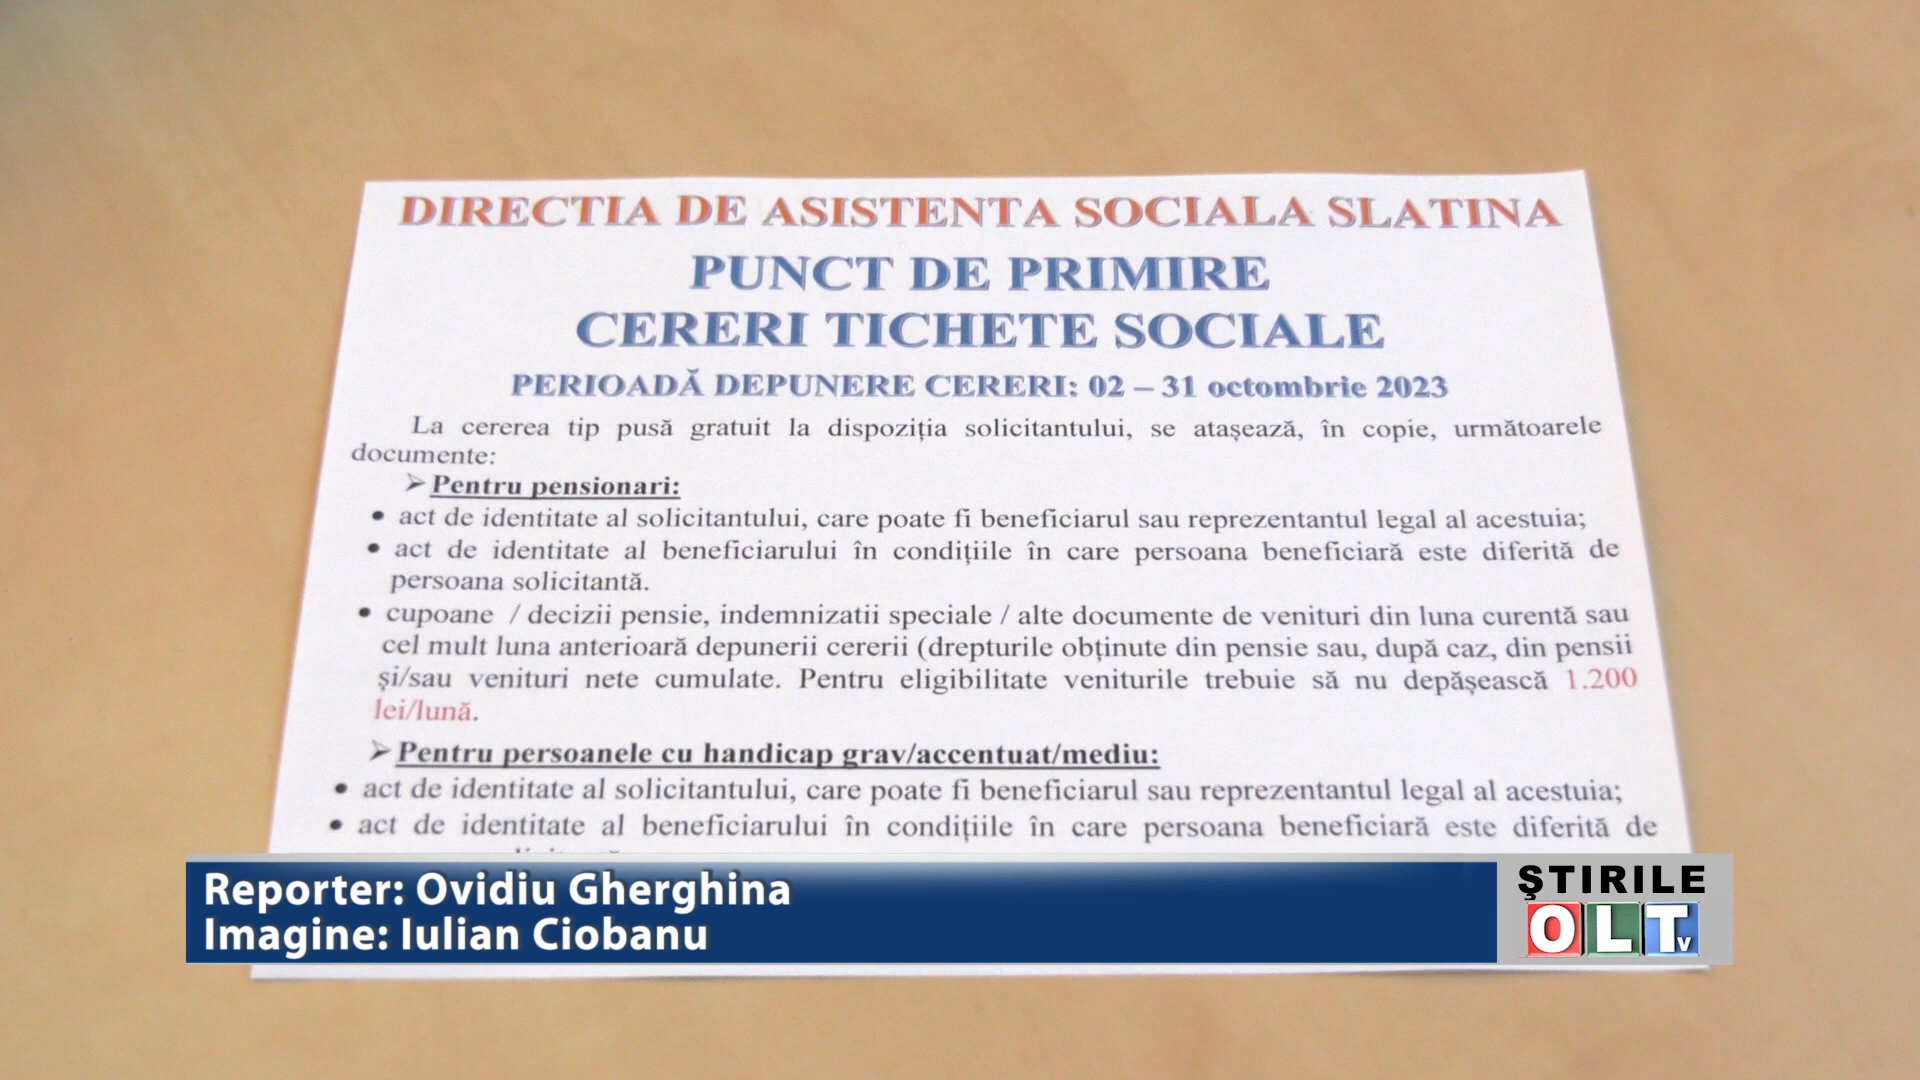 DIRECTIA DE ASISTENTA SOCIALA SLATINA
PUNCT DE PRIMIRE
CERERI TICHETE SOCIALE
PERIOADĂ DEPUNERE CERERI: 02 – 31 octombrie 2023
La cererea tip pusă gratuit la dispoziția solicitantului, se atașează, în copie, următoarele
documente:
➢ Pentru pensionari:
• act de identitate al solicitantului, care poate fi beneficiarul sau reprezentantul legal al acestuia;
• act de identitate al beneficiarului în condițiile în care persoana beneficiară este diferită de
persoana solicitantă.
• cupoane / decizii pensie, indemnizatii speciale / alte documente de venituri din luna curentă sau
cel mult luna anterioară depunerii cererii (drepturile obținute din pensie sau, după caz, din pensii
și/sau venituri nete cumulate. Pentru eligibilitate veniturile trebuie să nu depășească 1.200
lei/lună.
➢ Pentru persoanele cu handicap grav/accentuat/mediu:
• act de identitate al solicitantului, care poate fi beneficiarul sau reprezentantul legal al acestuia;
• act de identitate al beneficiarului în condițiile în care persoana beneficiară este diferită de
Reporter: Ovidiu Gherghina
Imagine: Iulian Ciobanu
ŞTIRILE
OLTv